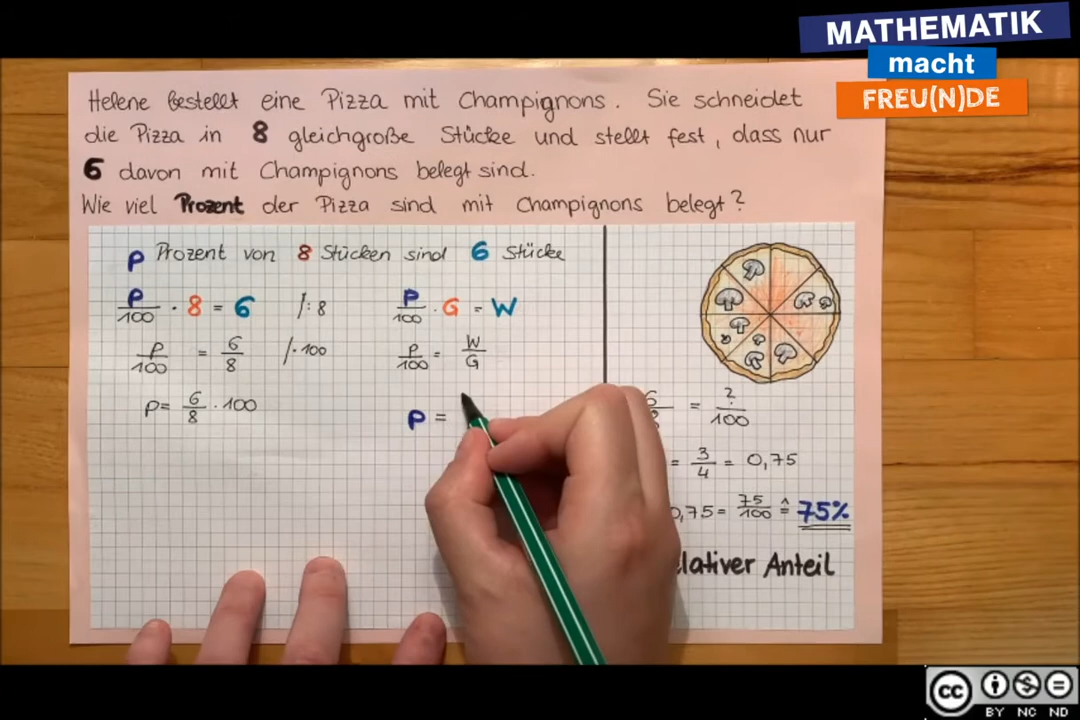 MATHEMATIK
macht
FREU(N)DE
Helene bestellt eine Pizza mit Champignons. Sie schneidet
die Pizza in 8 gleichgroße Stücke und stellt fest, dass nur
6 davon mit Champignons belegt sind.
Wie viel Prozent der Pizza sind mit Champignons belegt?
P Prozent von 8 Stücken sind 6 Stücke
P/100 · 8 = 6 /:8
P/100 · G = W
P/100 = 6/8 /·100
P/100 = W/G
P = 6/8 · 100
P =
6/8 = ?/100
= 3/4 = 0,75
0,75 = 75/100 ≙ 75%
Anteil
cc BY NC ND